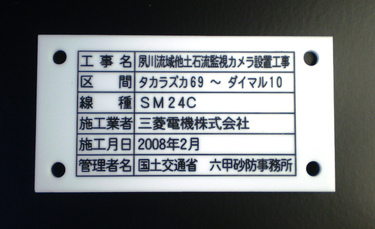 工事名 夙川流域他土石流監視カメラ設置工事
区間 タカラズカ69 ～ ダイマル10
線種 SM24C
施工業者 三菱電機株式会社
施工月日 2008年2月
管理者名 国土交通省 六甲砂防事務所